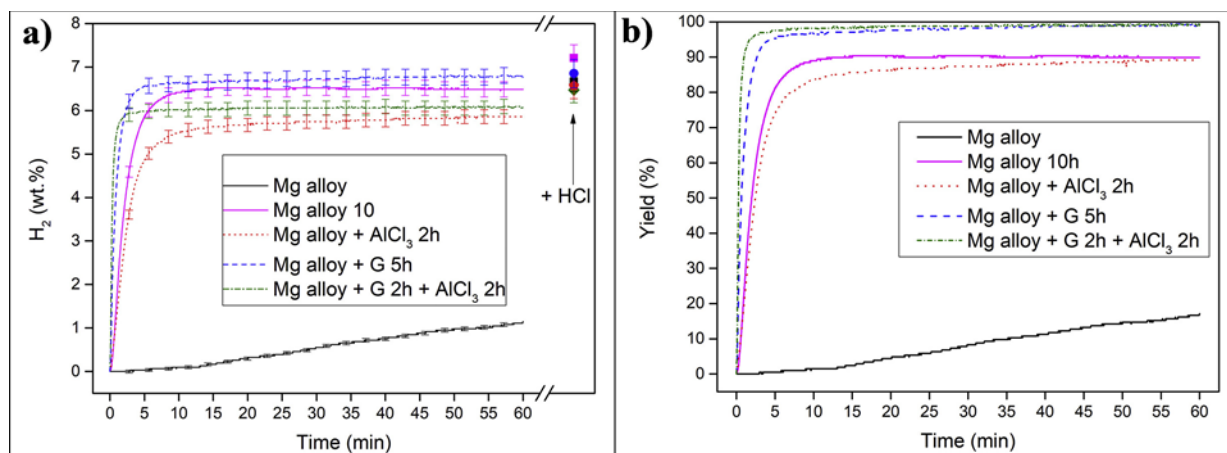 a)
H2 (wt.%)
8
7
6
5
4
3
2
1
0
Mg alloy
Mg alloy 10
Mg alloy + AlCl3 2h
Mg alloy + G 5h
Mg alloy + G 2h + AlCl3 2h
+ HCl
0 5 10 15 20 25 30 35 40 45 50 55 60
Time (min)
b)
Yield (%)
100
90
80
70
60
50
40
30
20
10
0
Mg alloy
Mg alloy 10h
Mg alloy + AlCl3 2h
Mg alloy + G 5h
Mg alloy + G 2h + AlCl3 2h
0 5 10 15 20 25 30 35 40 45 50 55 60
Time (min)